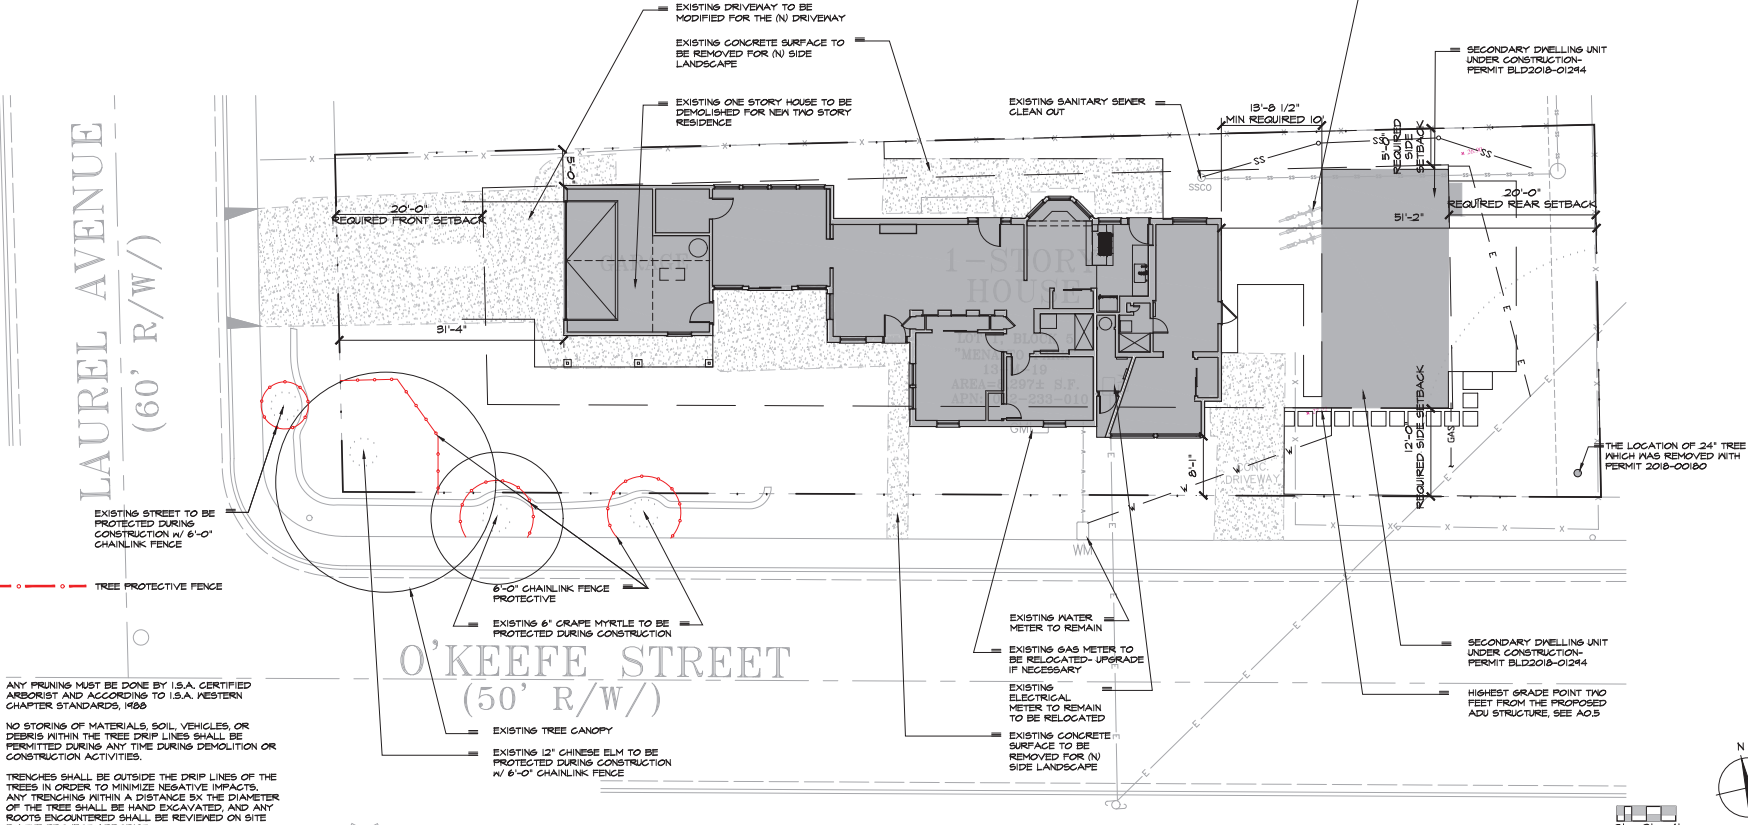 EXISTING DRIVEWAY TO BE
MODIFIED FOR THE (N) DRIVEWAY
EXISTING CONCRETE SURFACE TO
BE REMOVED FOR (N) SIDE
LANDSCAPE
EXISTING ONE STORY HOUSE TO BE
DEMOLISHED FOR NEW TWO STORY
RESIDENCE
EXISTING SANITARY SEWER
CLEAN OUT
SECONDARY DWELLING UNIT
UNDER CONSTRUCTION-
PERMIT BLD2018-01294
13'-8 1/2"
MIN REQUIRED 10'
5'-8"
REQUIRED
SIDE
SETBACK
SS
SS
SS
SSCO
5'-0"
20'-0"
REQUIRED FRONT SETBACK
20'-0"
REQUIRED REAR SETBACK
51'-2"
31'-4"
LAUREL AVENUE
(60' R/W/)
GARAGE
1-STORY
HOUSE
AREA=
S.F.
APN:
-233-010
GM
8'-1"
12'-0"
REQUIRED SIDE SETBACK
GAS
DRIVEWAY
W
W
W
W
E
E
E
E
E
E
E
E
E
E
WM
THE LOCATION OF 24" TREE
WHICH WAS REMOVED WITH
PERMIT 2018-00180
EXISTING STREET TO BE
PROTECTED DURING
CONSTRUCTION W/ 6'-0"
CHAINLINK FENCE
TREE PROTECTIVE FENCE
6'-0" CHAINLINK FENCE
PROTECTIVE
EXISTING 6" CRAPE MYRTLE TO BE
PROTECTED DURING CONSTRUCTION
O'KEEFE STREET
(50' R/W/)
EXISTING TREE CANOPY
EXISTING 12" CHINESE ELM TO BE
PROTECTED DURING CONSTRUCTION
W/ 6'-0" CHAINLINK FENCE
EXISTING WATER
METER TO REMAIN
EXISTING GAS METER TO
BE RELOCATED- UPGRADE
IF NECESSARY
EXISTING
ELECTRICAL
METER TO REMAIN
TO BE RELOCATED
EXISTING CONCRETE
SURFACE TO BE
REMOVED FOR (N)
SIDE LANDSCAPE
SECONDARY DWELLING UNIT
UNDER CONSTRUCTION-
PERMIT BLD2018-01294
HIGHEST GRADE POINT TWO
FEET FROM THE PROPOSED
ADU STRUCTURE, SEE A0.5
ANY PRUNING MUST BE DONE BY I.S.A. CERTIFIED
ARBORIST AND ACCORDING TO I.S.A. WESTERN
CHAPTER STANDARDS, 1988
NO STORING OF MATERIALS, SOIL, VEHICLES, OR
DEBRIS WITHIN THE TREE DRIP LINES SHALL BE
PERMITTED DURING ANY TIME DURING DEMOLITION OR
CONSTRUCTION ACTIVITIES.
TRENCHES SHALL BE OUTSIDE THE DRIP LINES OF THE
TREES IN ORDER TO MINIMIZE NEGATIVE IMPACTS.
ANY TRENCHING WITHIN A DISTANCE 5X THE DIAMETER
OF THE TREE SHALL BE HAND EXCAVATED, AND ANY
ROOTS ENCOUNTERED SHALL BE REVIEWED ON SITE
N